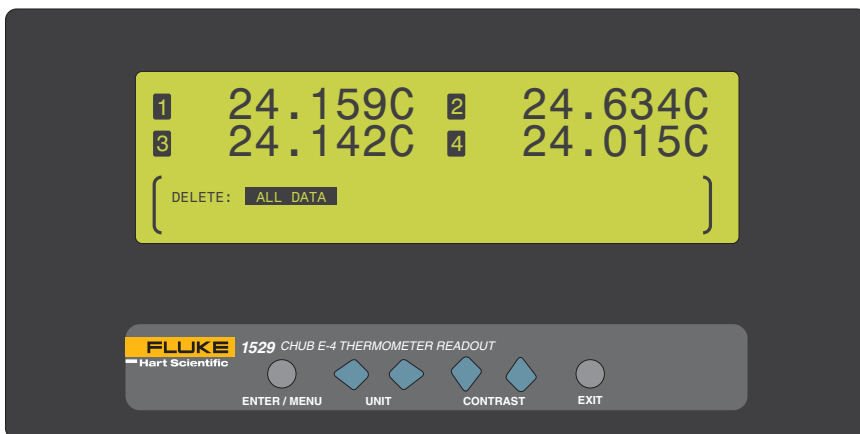 1 24.159C 2 24.634C
3 24.142C 4 24.015C
DELETE: ALL DATA
FLUKE 1529 CHUB E-4 THERMOMETER READOUT
Hart Scientific
ENTER / MENU UNIT CONTRAST EXIT